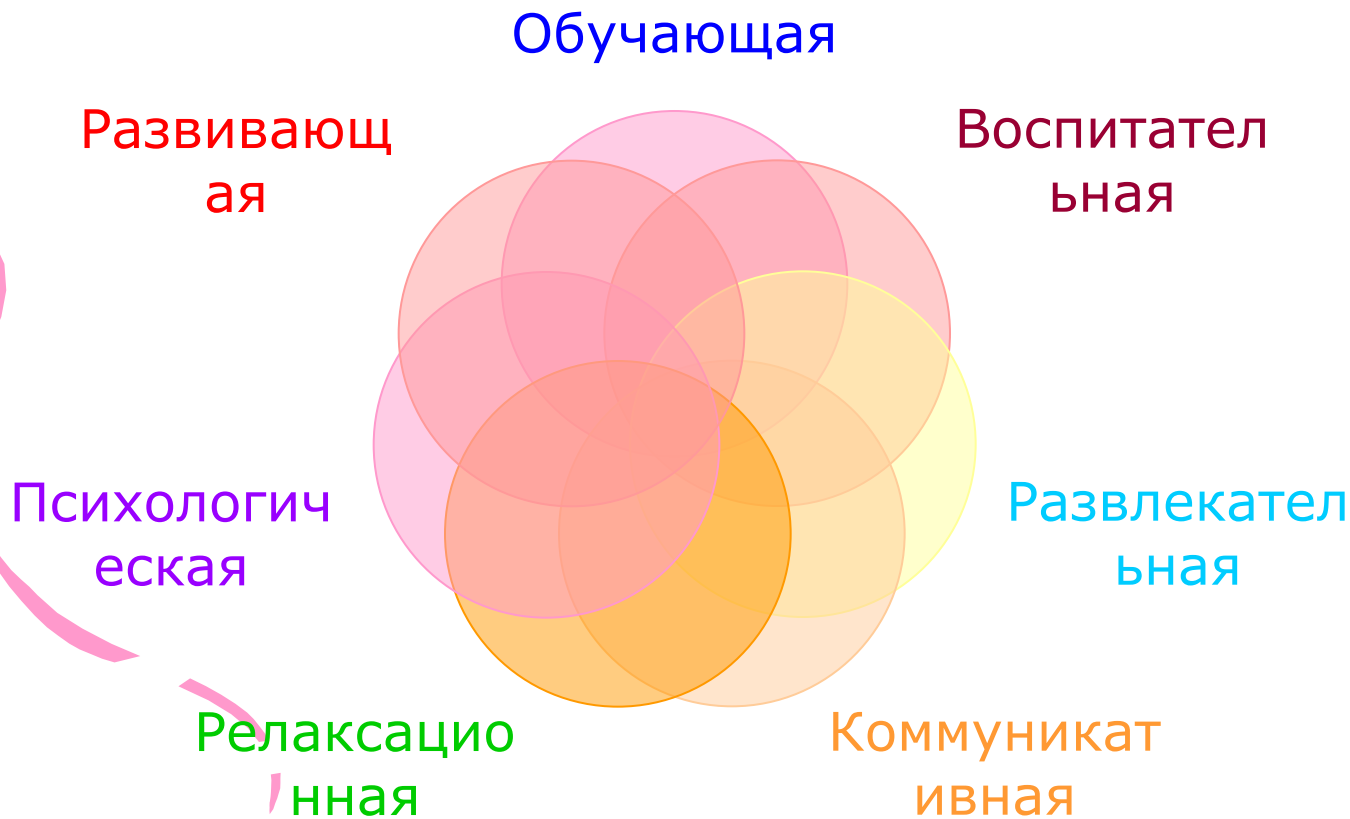 Обучающая
Воспитател
ьная
Развлекател
ьная
Коммуникат
ивная
Релаксацио
нная
Психологич
еская
Развивающ
ая